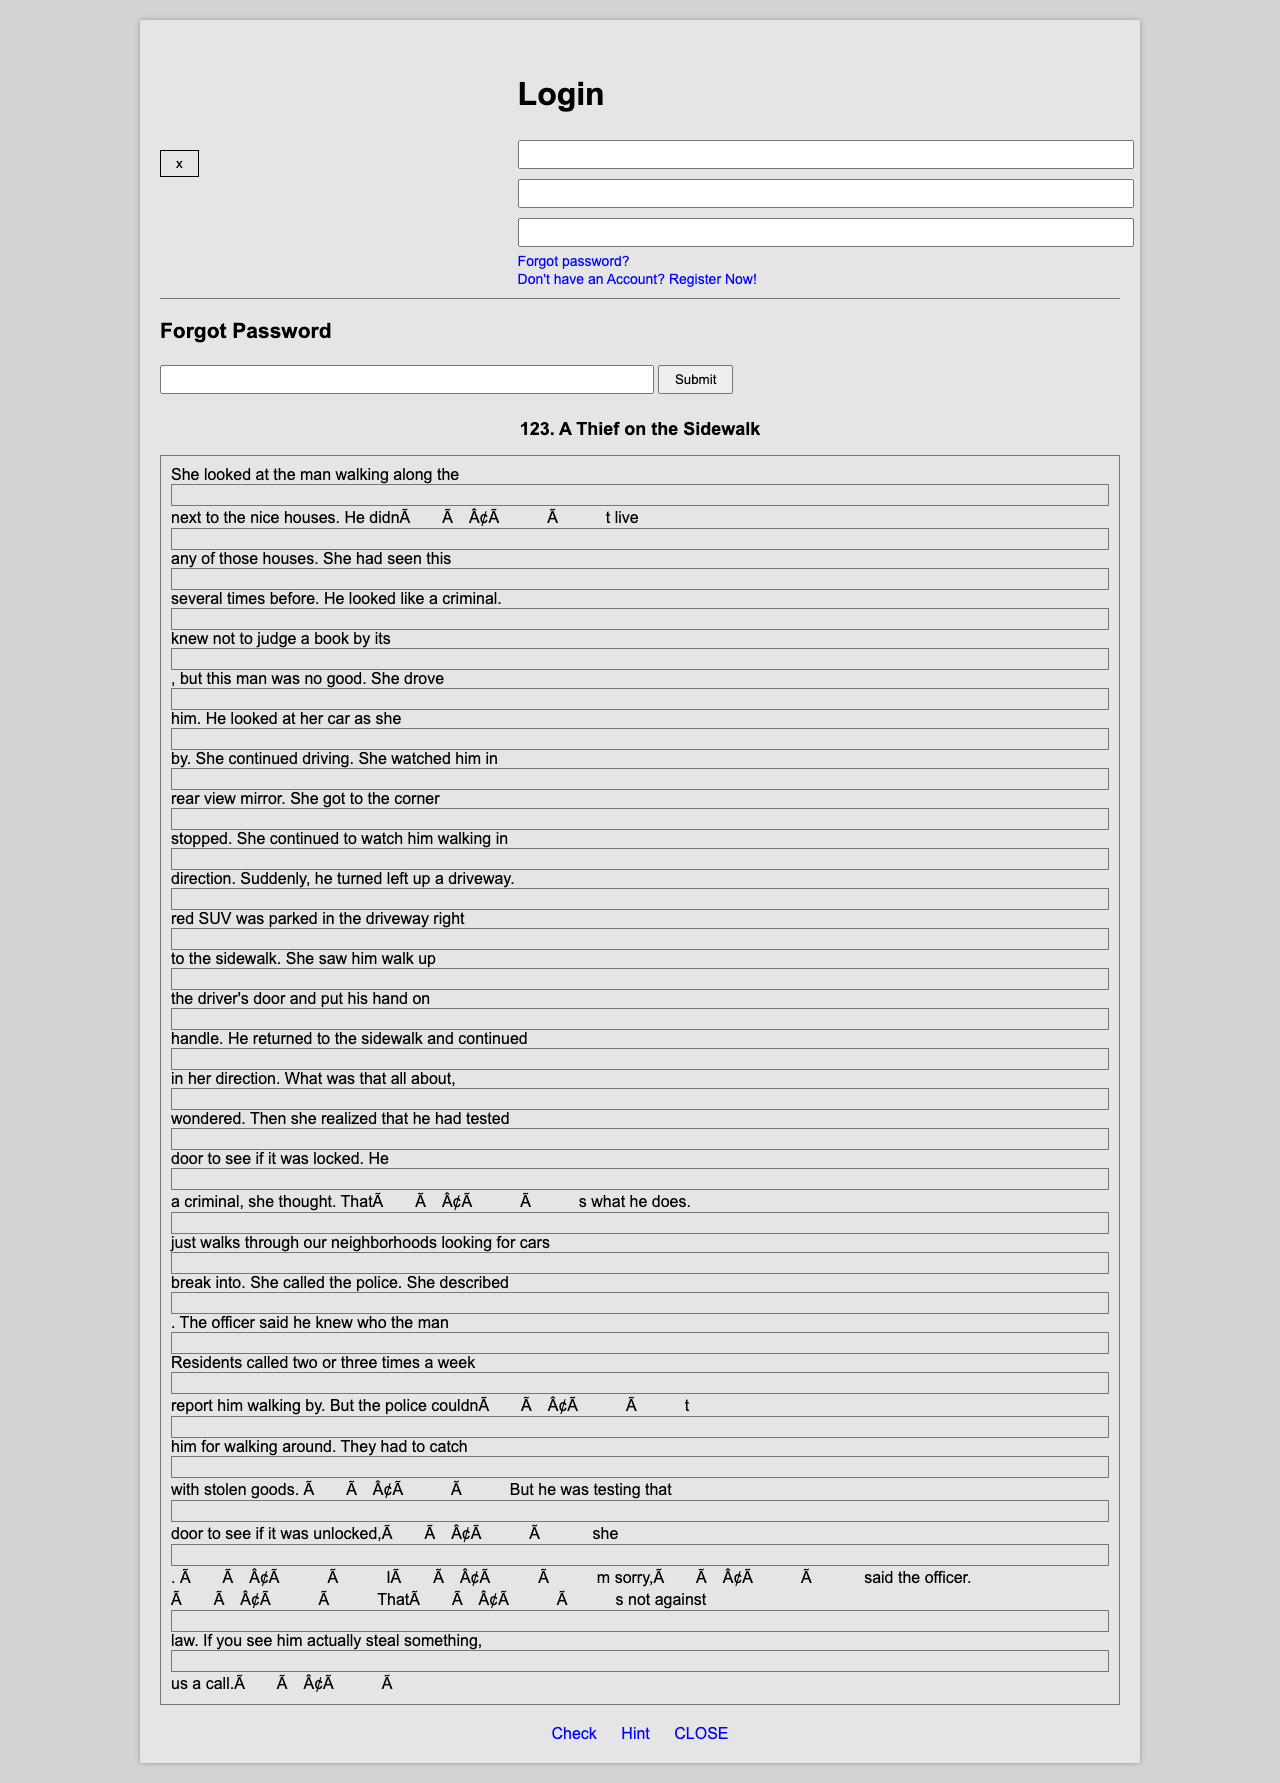 Login
x
Forgot password?
Don't have an Account? Register Now!
Forgot Password
Submit
123. A Thief on the Sidewalk
She looked at the man walking along the
next to the nice houses. He didnÃ Ã Â¢Ã Ã t live
any of those houses. She had seen this
several times before. He looked like a criminal.
knew not to judge a book by its
, but this man was no good. She drove
him. He looked at her car as she
by. She continued driving. She watched him in
rear view mirror. She got to the corner
stopped. She continued to watch him walking in
direction. Suddenly, he turned left up a driveway.
red SUV was parked in the driveway right
to the sidewalk. She saw him walk up
the driver's door and put his hand on
handle. He returned to the sidewalk and continued
in her direction. What was that all about,
wondered. Then she realized that he had tested
door to see if it was locked. He
a criminal, she thought. ThatÃ Ã Â¢Ã Ã s what he does.
just walks through our neighborhoods looking for cars
break into. She called the police. She described
. The officer said he knew who the man
Residents called two or three times a week
report him walking by. But the police couldnÃ Ã Â¢Ã Ã t
him for walking around. They had to catch
with stolen goods. Ã Ã Â¢Ã Ã But he was testing that
door to see if it was unlocked,Ã Ã Â¢Ã Ã she
. Ã Ã Â¢Ã Ã IÃ Ã Â¢Ã Ã m sorry,Ã Ã Â¢Ã Ã said the officer.
Ã Ã Â¢Ã Ã ThatÃ Ã Â¢Ã Ã s not against
law. If you see him actually steal something,
us a call.Ã Ã Â¢Ã Ã
Check Hint CLOSE